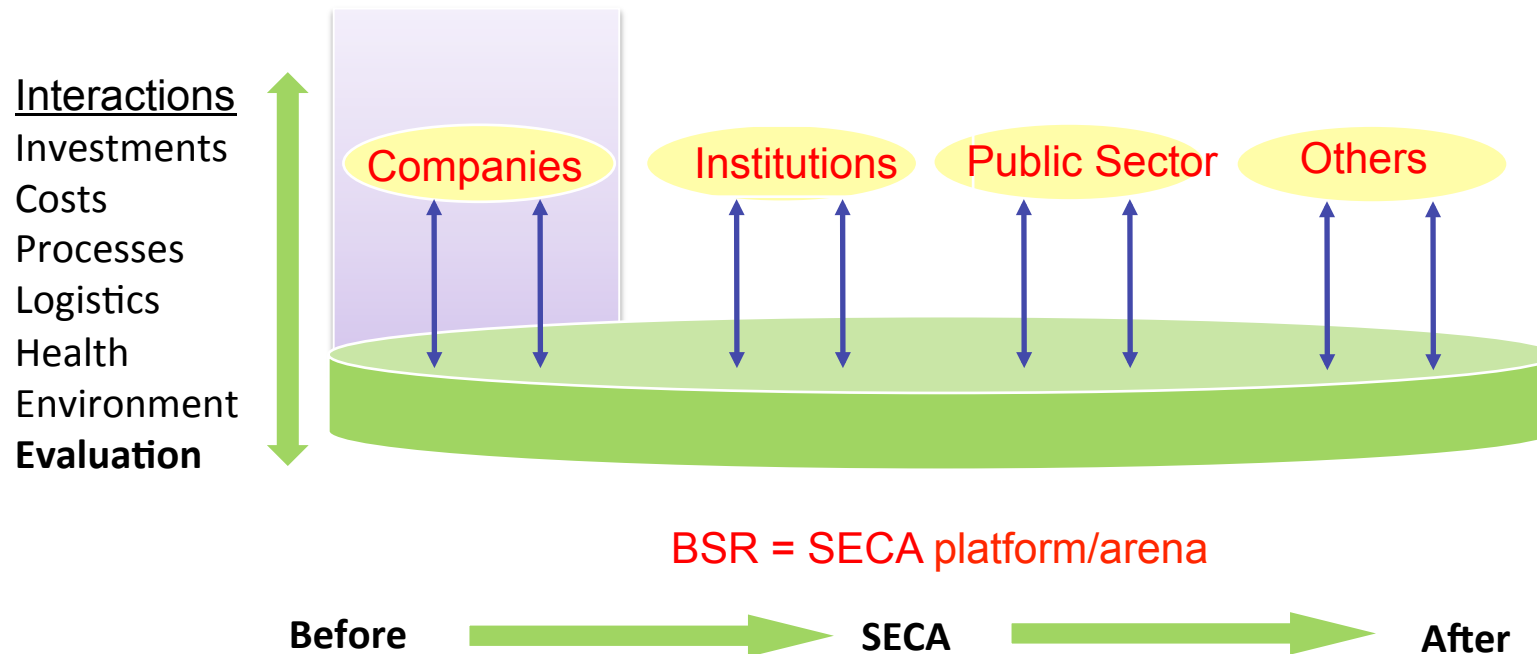 Interactions
Investments
Costs
Processes
Logistics
Health
Environment
Evaluation
Companies
Institutions
Public Sector
Others
BSR = SECA platform/arena
Before
SECA
After